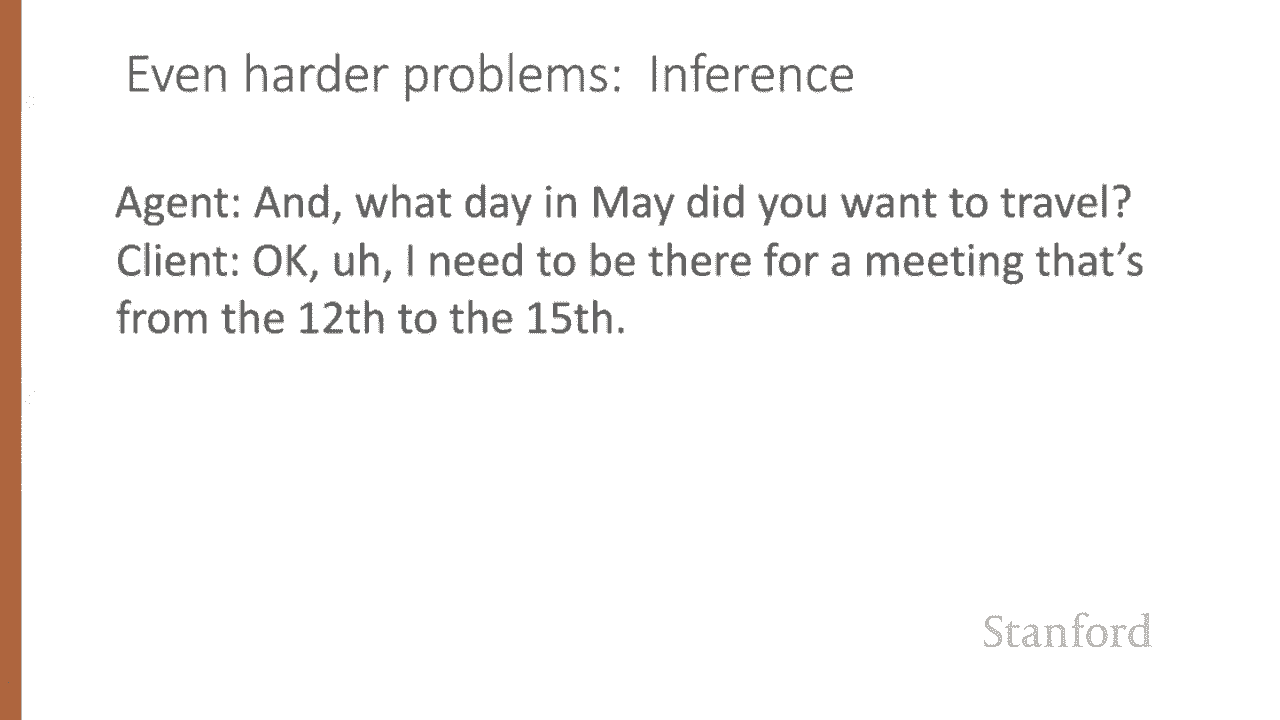 Even harder problems: Inference
Agent: And, what day in May did you want to travel?
Client: OK, uh, I need to be there for a meeting that’s
from the 12th to the 15th.
Stanford